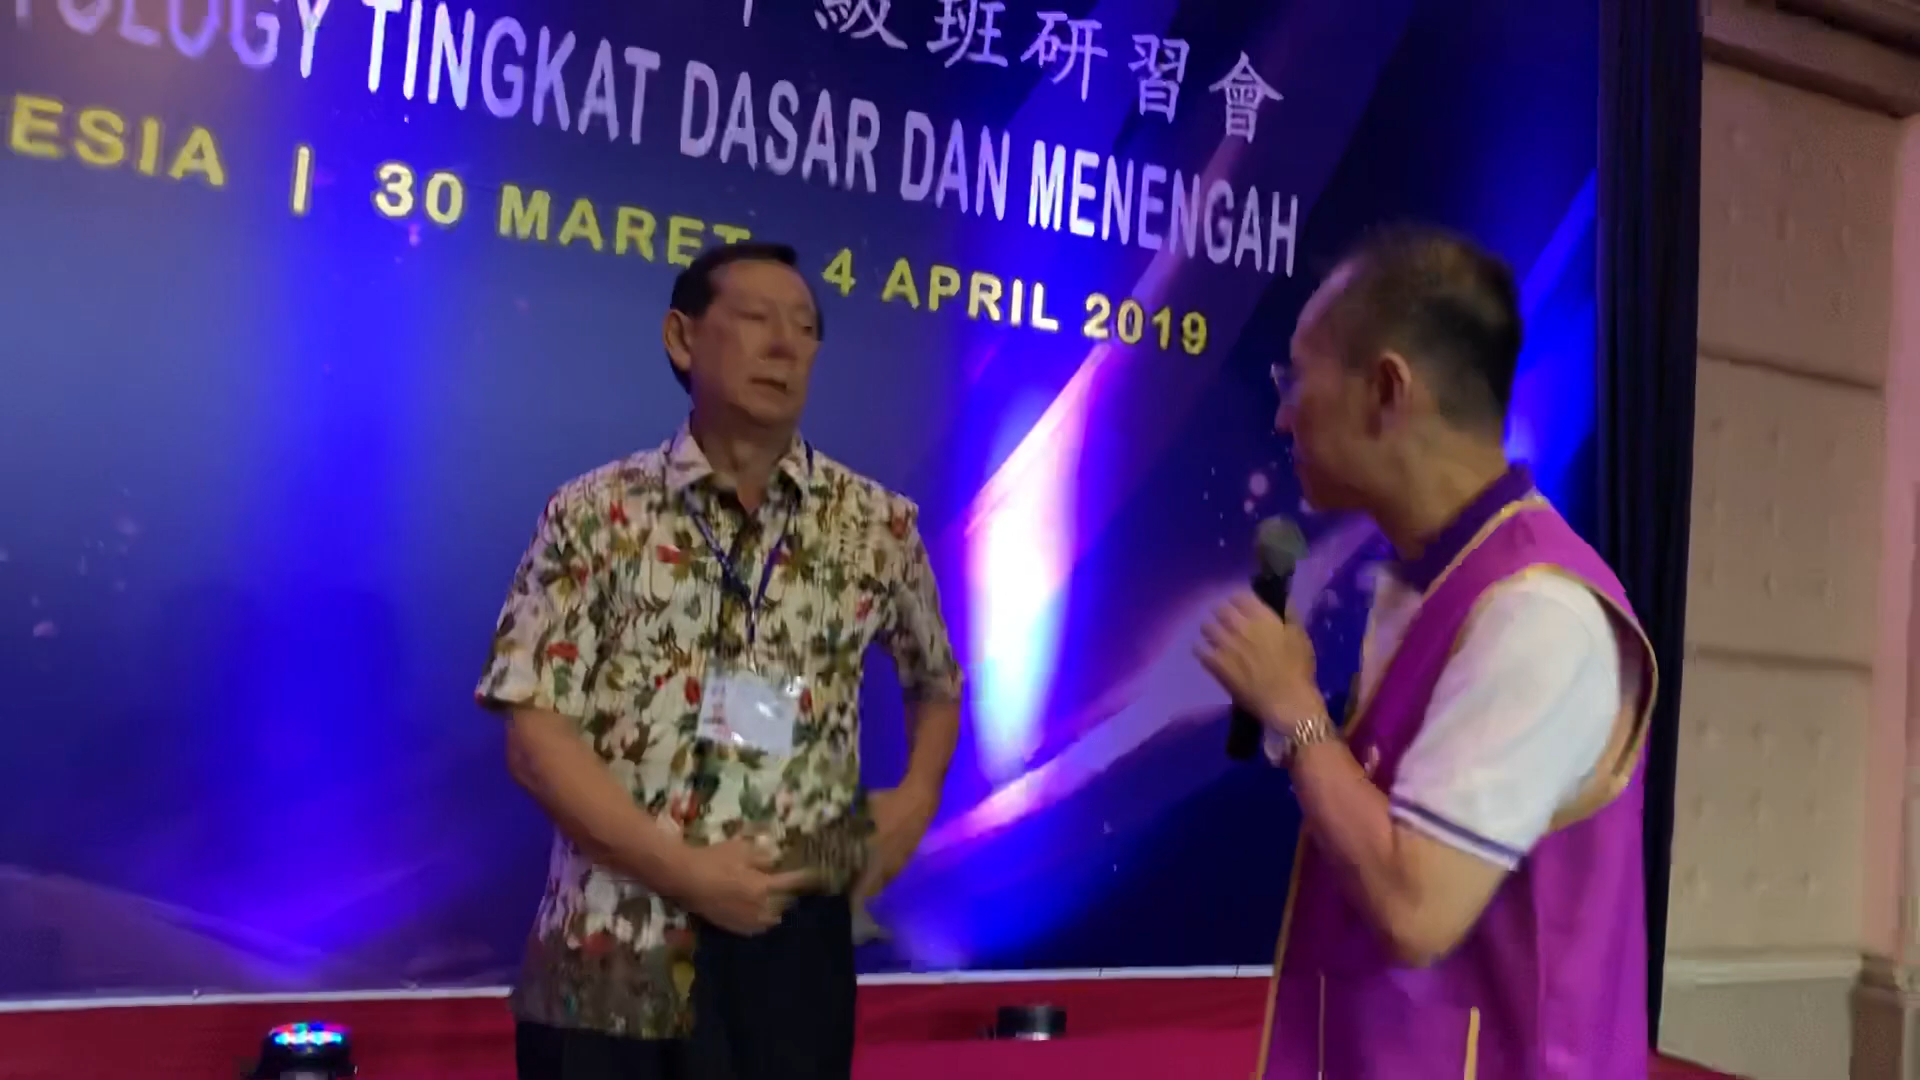 級班研習會
TINGKAT DASAR DAN MENENGAH
ESIA | 30 MARET 4 APRIL 2019